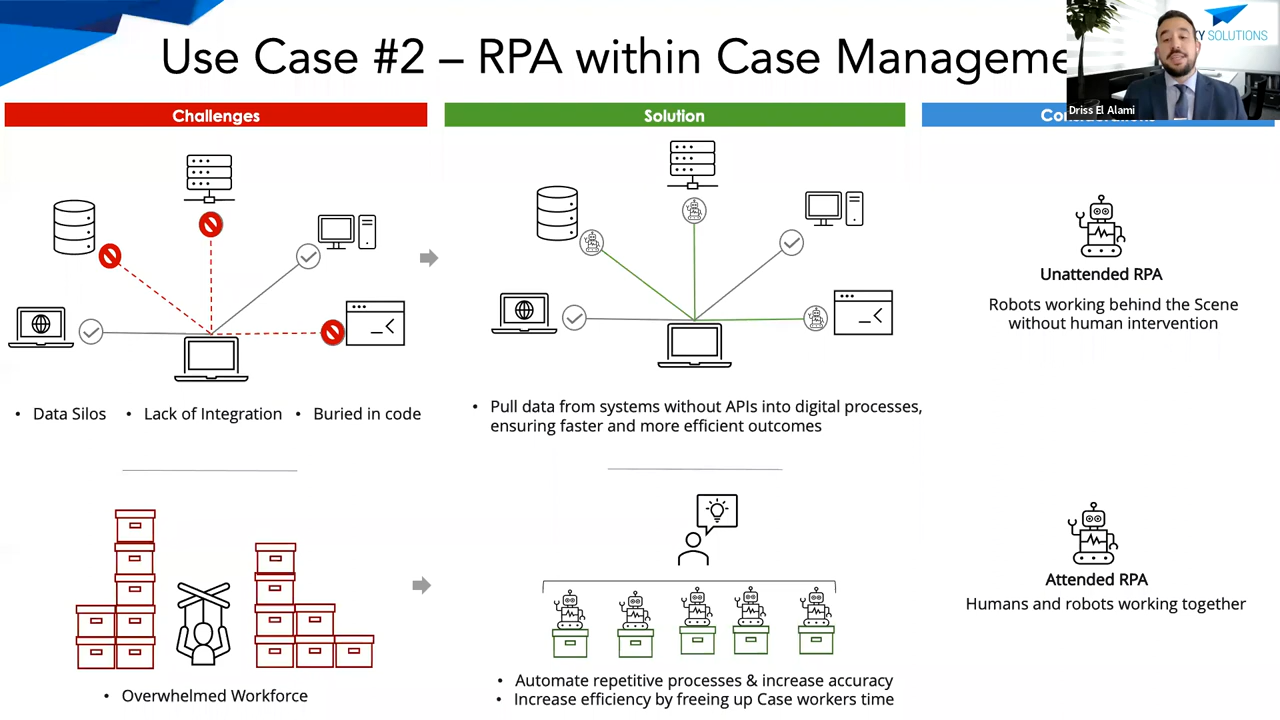 Use Case #2 – RPA within Case Manageme
KY SOLUTIONS
Driss El Alami
Challenges
Solution
Unattended RPA
Robots working behind the Scene
without human intervention
• Data Silos • Lack of Integration • Buried in code
• Pull data from systems without APIs into digital processes,
ensuring faster and more efficient outcomes
Attended RPA
Humans and robots working together
• Overwhelmed Workforce
• Automate repetitive processes & increase accuracy
• Increase efficiency by freeing up Case workers time